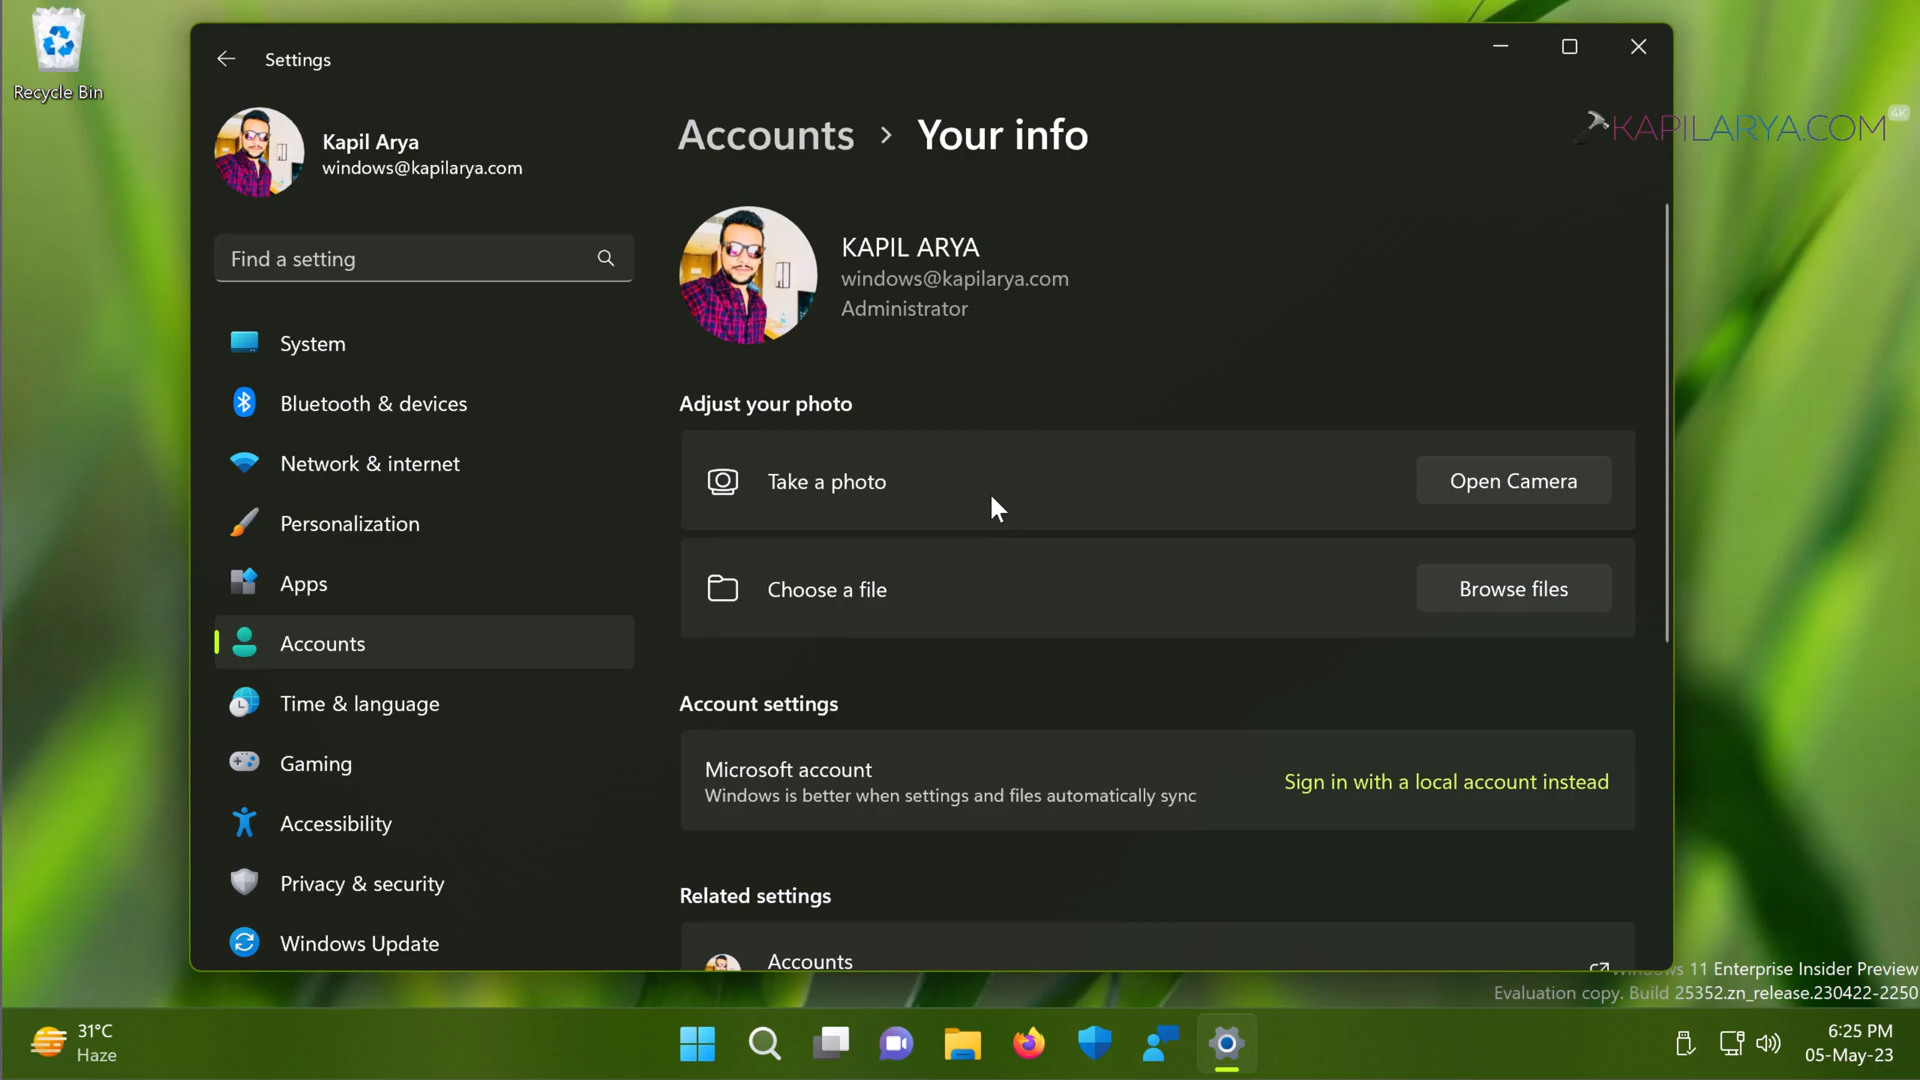 Recycle Bin
Settings
Kapil Arya
windows@kapilarya.com
Find a setting
System
Bluetooth & devices
Network & internet
Personalization
Apps
Accounts
Time & language
Gaming
Accessibility
Privacy & security
Windows Update
Accounts > Your info
KAPILARYA.COM
4K
KAPIL ARYA
windows@kapilarya.com
Administrator
Adjust your photo
Take a photo
Open Camera
Choose a file
Browse files
Account settings
Microsoft account
Windows is better when settings and files automatically sync
Sign in with a local account instead
Related settings
Accounts
Windows 11 Enterprise Insider Preview
Evaluation copy. Build 25352.zn_release.230422-2250
31°C
Haze
6:25 PM
05-May-23